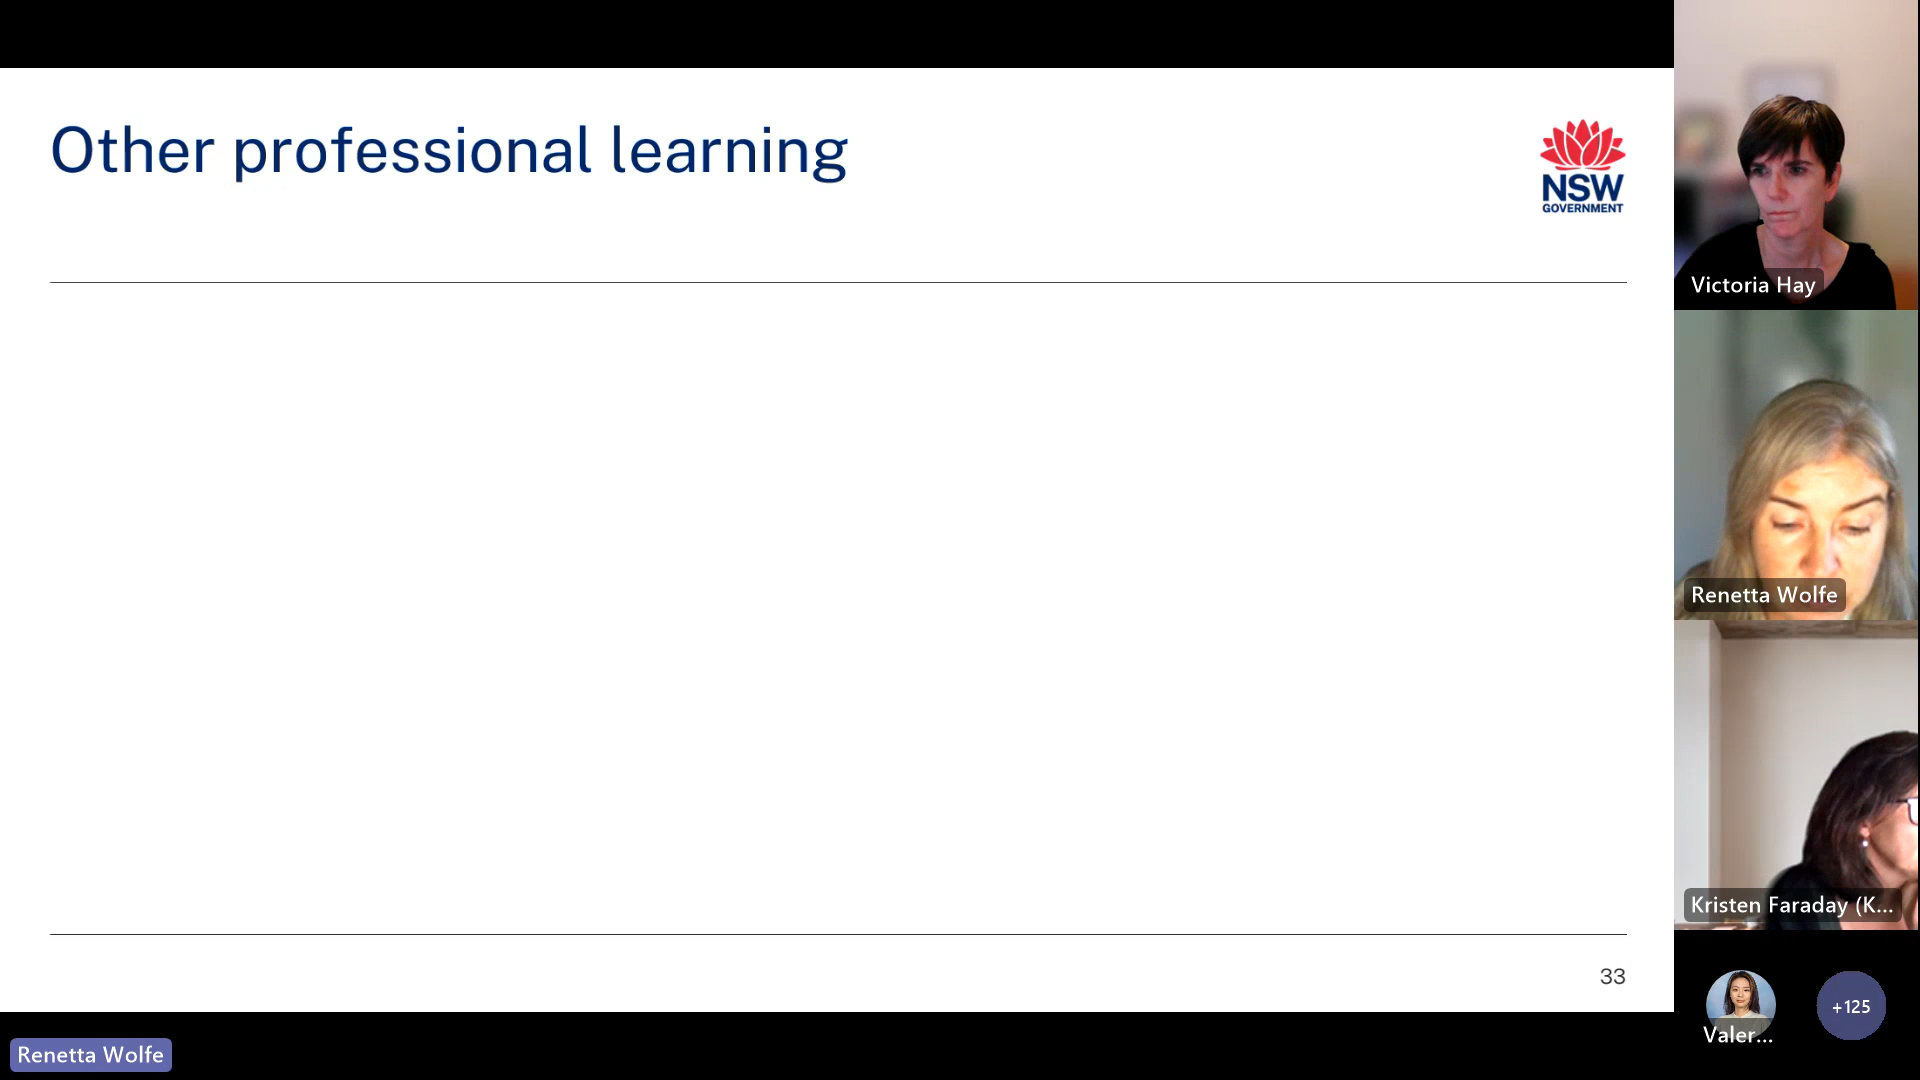 Other professional learning
NSW
GOVERNMENT
33
Victoria Hay
Renetta Wolfe
Kristen Faraday (K...
Valer...
+125
Renetta Wolfe